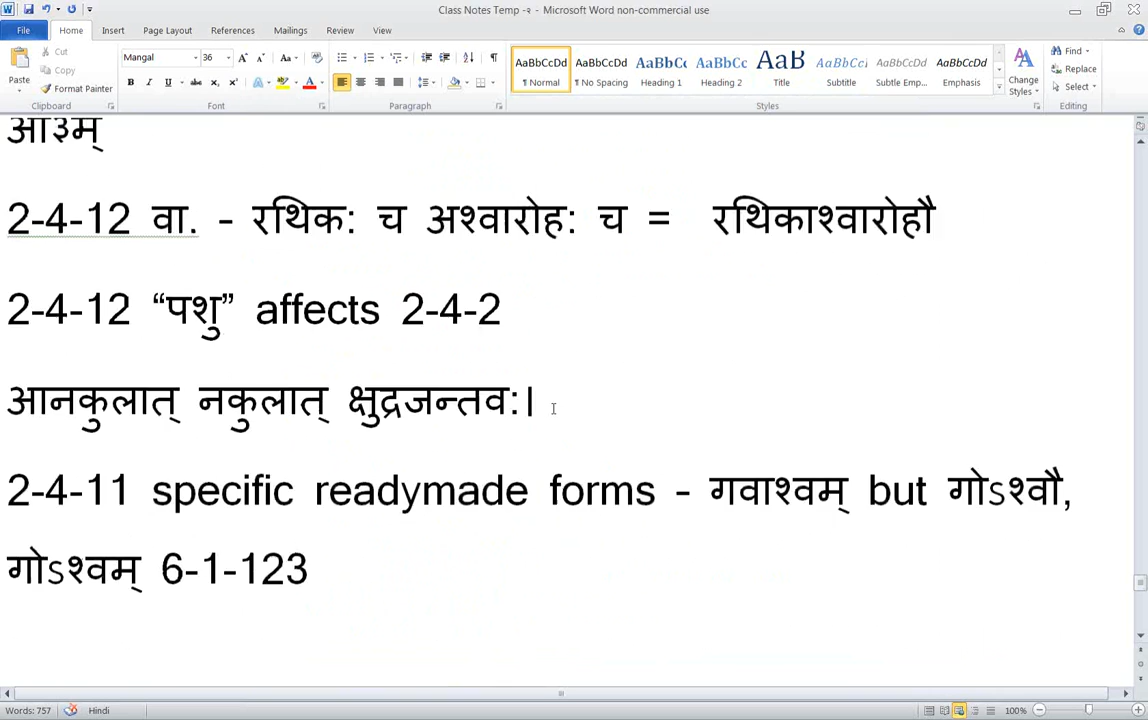 Class Notes Temp -२ - Microsoft Word non-commercial use
File Home Insert Page Layout References Mailings Review View
Cut
Copy
Format Painter
Paste
Mangal 36
AaBbCcDd AaBbCcDd AaBbCc AaBbCc AaB AaBbCcI AaBbCcDd AaBbCcDd
¶ Normal ¶ No Spacing Heading 1 Heading 2 Title Subtitle Subtle Emp... Emphasis
Change Styles
Find
Replace
Select
Clipboard Font Paragraph Styles Editing
ओ३म्
2-4-12 वा. - रथिक: च अश्वारोह: च = रथिकाश्वारोहौ
2-4-12 “पशु” affects 2-4-2
आनकुलात् नकुलात् क्षुद्रजन्तव:।
2-4-11 specific readymade forms - गवाश्वम् but गोऽश्वौ,
गोऽश्वम् 6-1-123
Words: 757 Hindi 100%